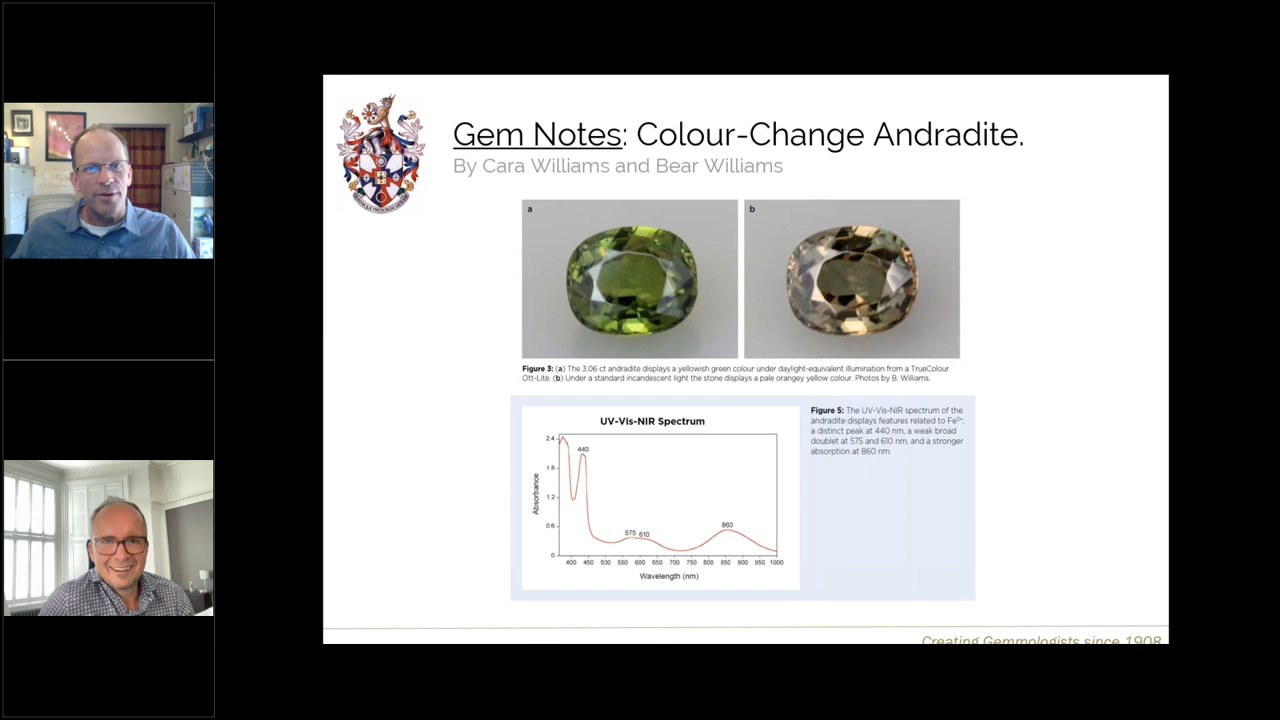 Gem Notes: Colour-Change Andradite.
By Cara Williams and Bear Williams
a
b
Figure 3: (a) The 3.06 ct andradite displays a yellowish green colour under daylight-equivalent illumination from a TrueColour
Ott-Lite. (b) Under a standard incandescent light the stone displays a pale orangey yellow colour. Photos by B. Williams.
UV-Vis-NIR Spectrum
Absorbance
2.4
1.8
1.2
0.6
0
440
575
610
860
400 450 500 550 600 650 700 750 800 850 900 950 1000
Wavelength (nm)
Figure 5: The UV-Vis-NIR spectrum of the
andradite displays features related to Fe³⁺:
a distinct peak at 440 nm, a weak broad
doublet at 575 and 610 nm, and a stronger
absorption at 860 nm.
Creating Gemmologists since 1908